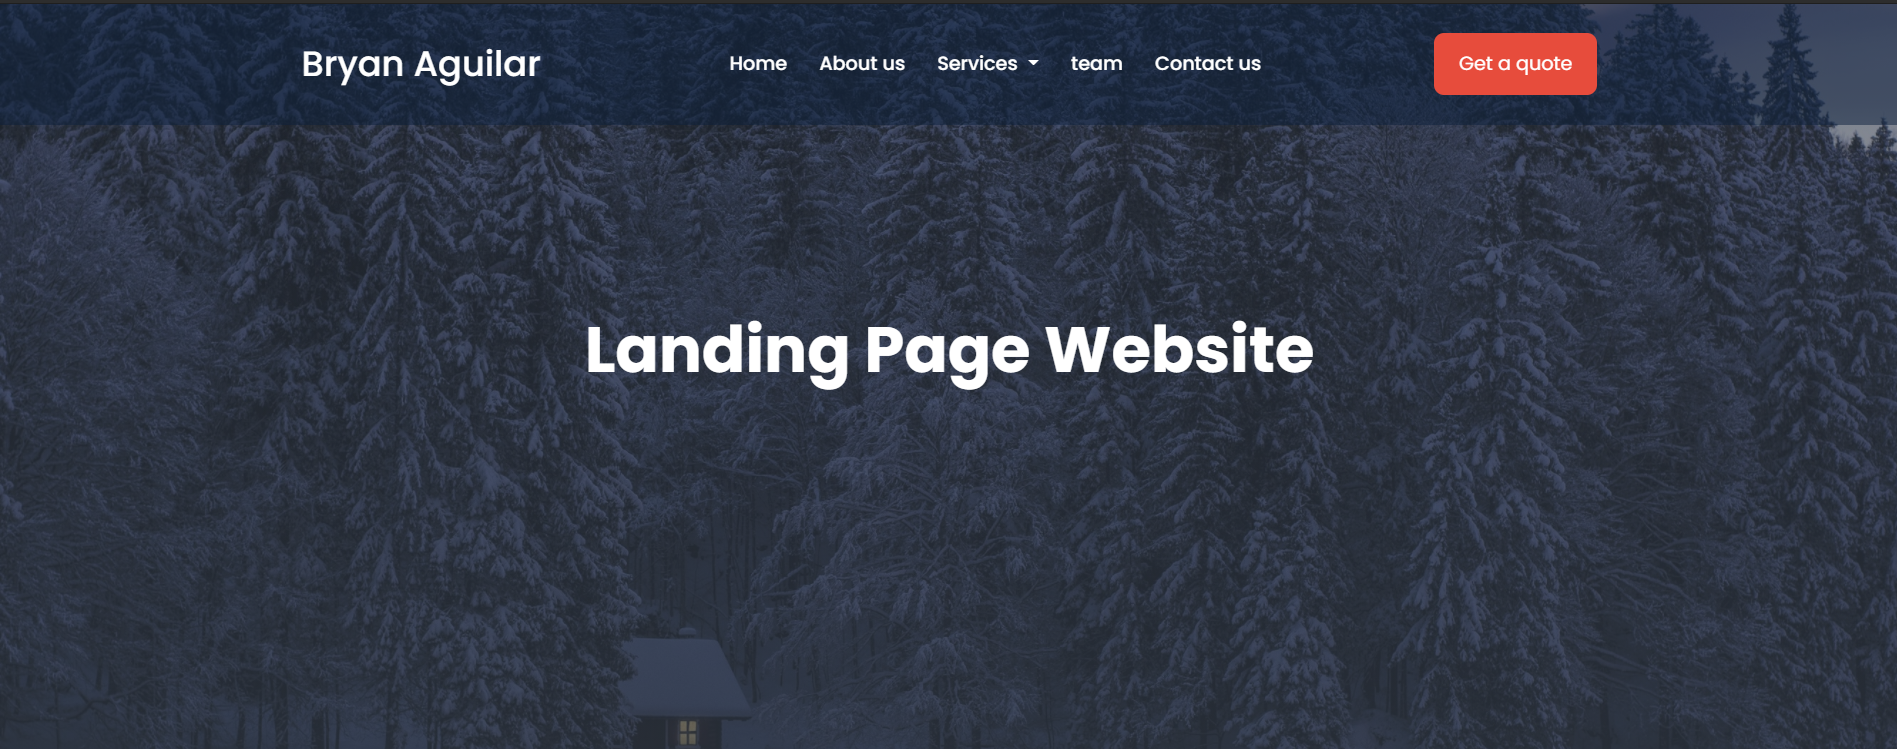 Bryan Aguilar
Home About us Services team Contact us
Get a quote
Landing Page Website